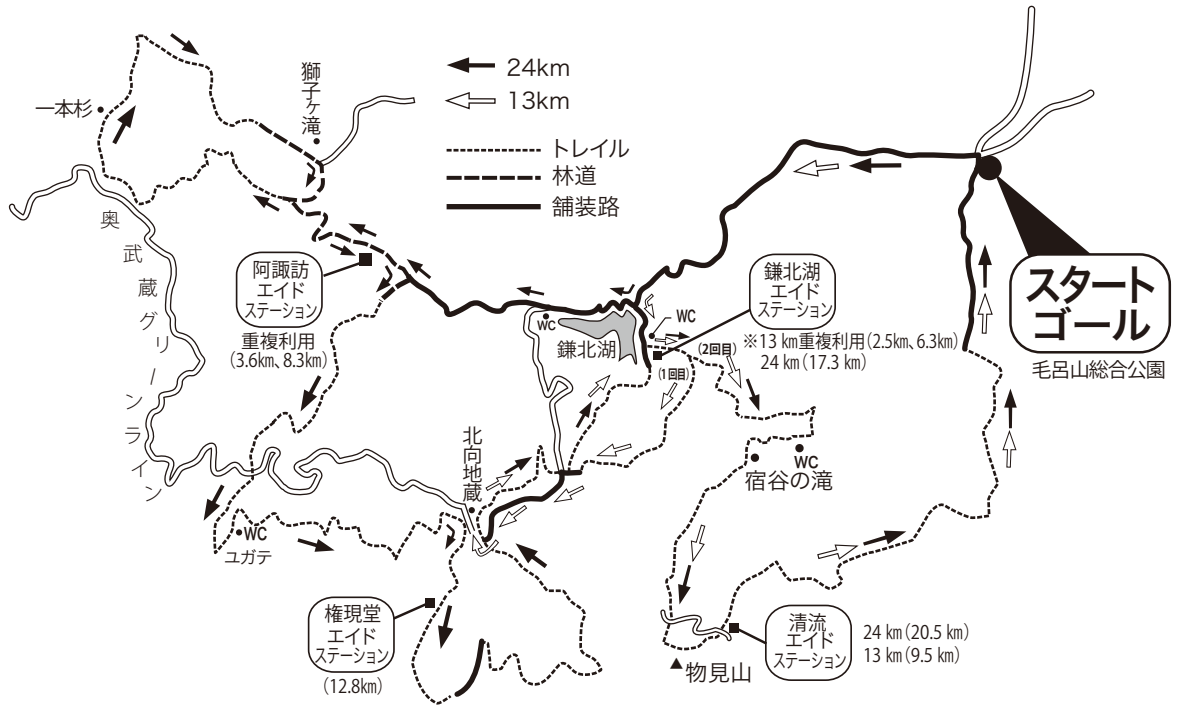 24km
13km
トレイル
林道
舗装路
獅子ヶ滝
一本杉
奥武蔵グリーンライン
阿諏訪
エイド
ステーション
重複利用
(3.6km、8.3km)
WC
鎌北湖
WC
鎌北湖
エイド
ステーション
※13 km重複利用(2.5km、6.3km)
24 km(17.3 km)
(2回目)
(1回目)
スタート
ゴール
毛呂山総合公園
北向地蔵
WC
宿谷の滝
WC
ユガテ
権現堂
エイド
ステーション
(12.8km)
清流
エイド
ステーション
24 km(20.5 km)
13 km(9.5 km)
物見山